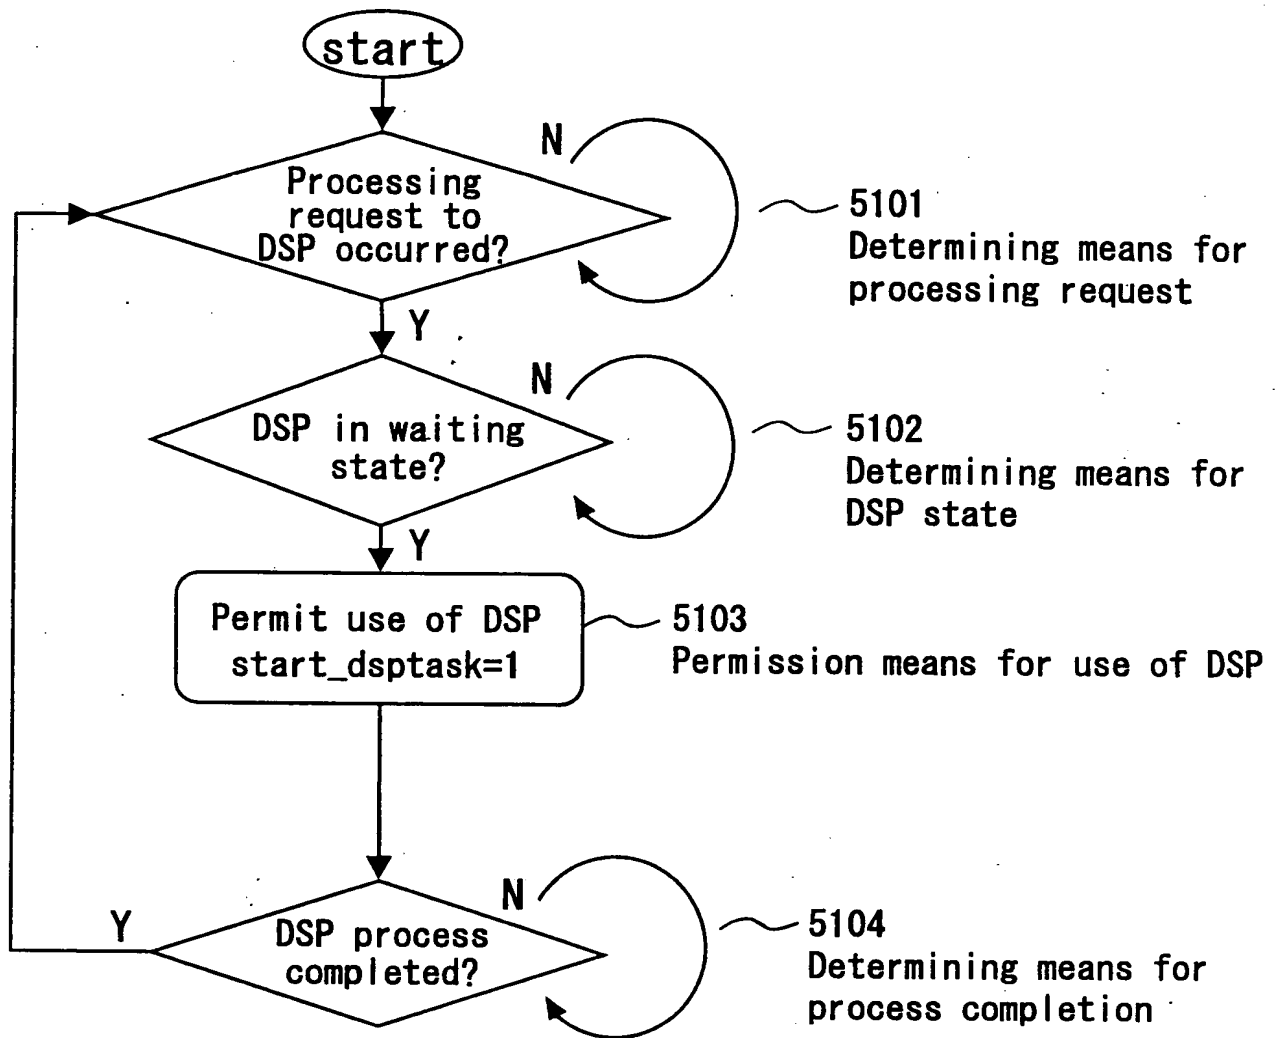 start
N
Processing
request to
DSP occurred?
5101
Determining means for
processing request
Y
N
DSP in waiting
state?
5102
Determining means for
DSP state
Y
Permit use of DSP
start_dsptask=1
5103
Permission means for use of DSP
N
Y
DSP process
completed?
5104
Determining means for
process completion